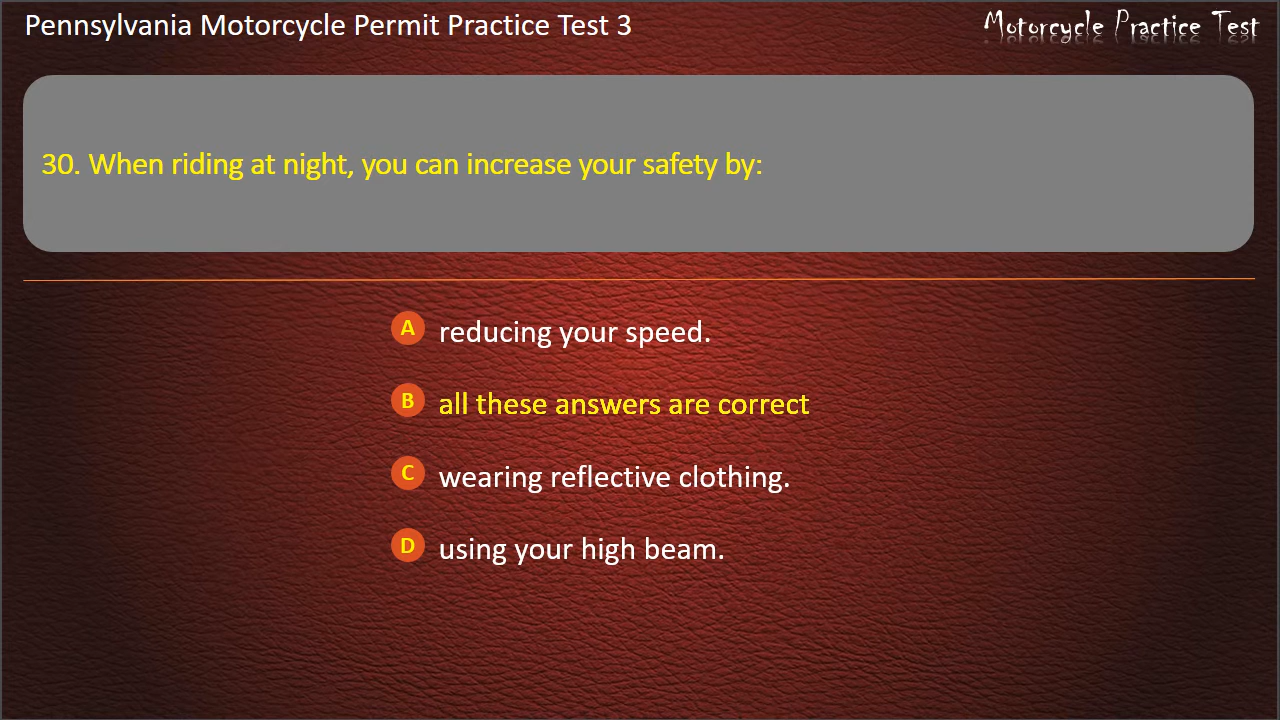 Pennsylvania Motorcycle Permit Practice Test 3
Motorcycle Practice Test
30. When riding at night, you can increase your safety by:
A reducing your speed.
B all these answers are correct
C wearing reflective clothing.
D using your high beam.